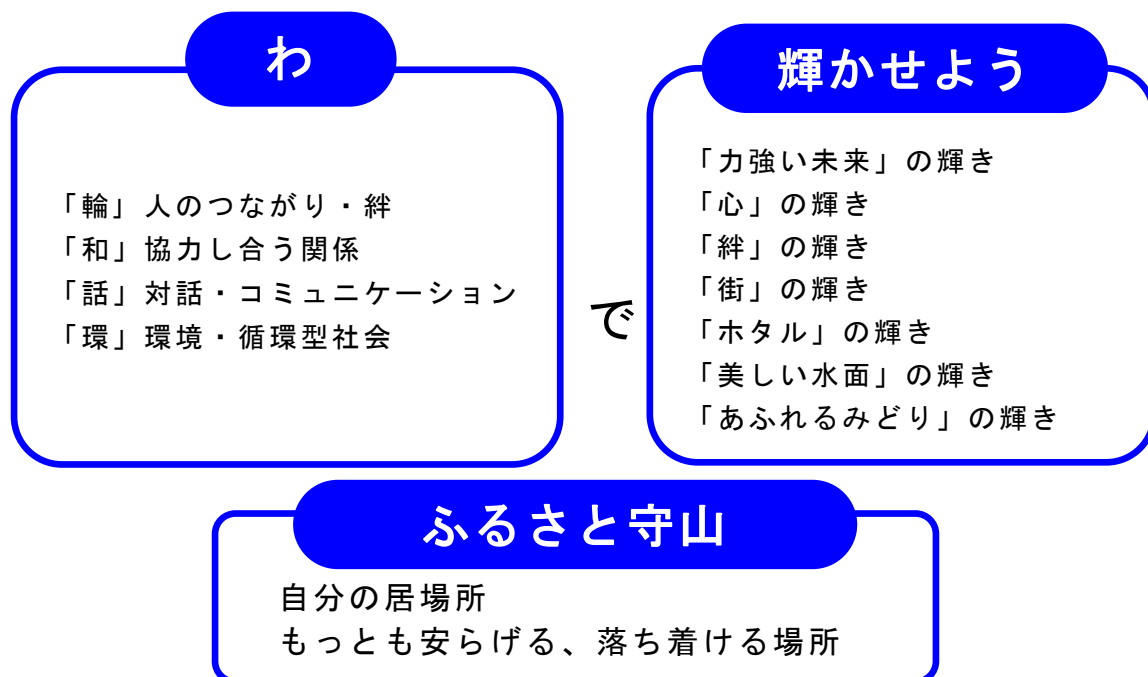 わ
「輪」人のつながり・絆
「和」協力し合う関係
「話」対話・コミュニケーション
「環」環境・循環型社会
で
輝かせよう
「力強い未来」の輝き
「心」の輝き
「絆」の輝き
「街」の輝き
「ホタル」の輝き
「美しい水面」の輝き
「あふれるみどり」の輝き
ふるさと守山
自分の居場所
もっとも安らげる、落ち着ける場所